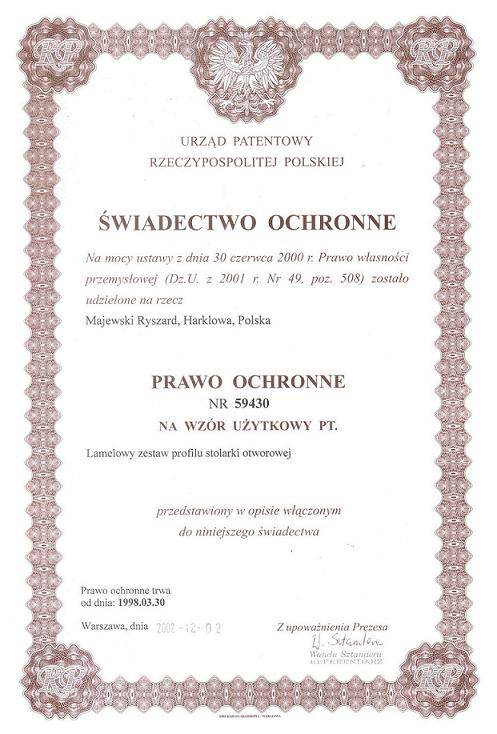 RP
RP
URZĄD PATENTOWY
RZECZYPOSPOLITEJ POLSKIEJ
ŚWIADECTWO OCHRONNE
Na mocy ustawy z dnia 30 czerwca 2000 r. Prawo własności
przemysłowej (Dz.U. z 2001 r. Nr 49, poz. 508) zostało
udzielone na rzecz
Majewski Ryszard, Harklowa, Polska
PRAWO OCHRONNE
NR 59430
NA WZÓR UŻYTKOWY PT.
Lamelowy zestaw profilu stolarki otworowej
przedstawiony w opisie włączonym
do niniejszego świadectwa
Prawo ochronne trwa
od dnia: 1998.03.30
Warszawa, dnia 2002 -12- 02
Z upoważnienia Prezesa
W. Sztandera
Wanda Sztandera
REFERENDARZ
RP
RP